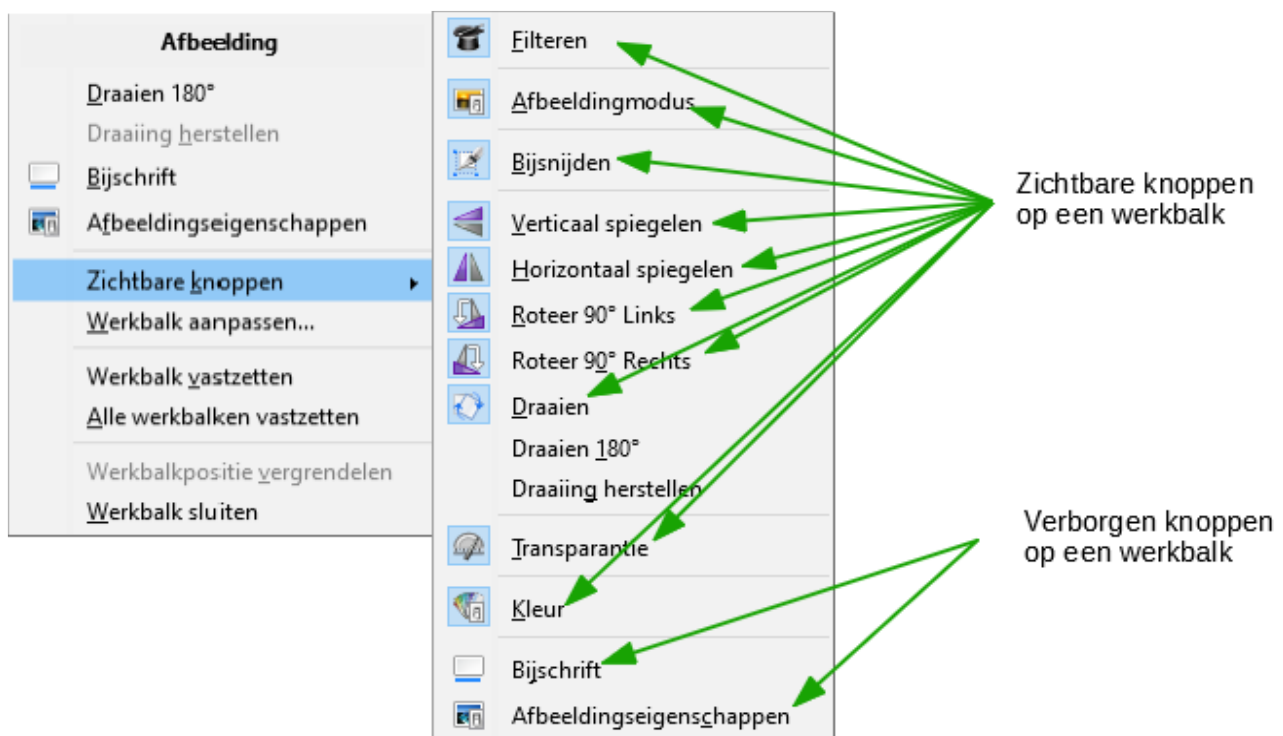 Afbeelding
Draaien 180°
Draaiing herstellen
Bijschrift
Afbeeldingseigenschappen
Zichtbare knoppen
Werkbalk aanpassen...
Werkbalk vastzetten
Alle werkbalken vastzetten
Werkbalkpositie vergrendelen
Werkbalk sluiten
Filteren
Afbeeldingmodus
Bijsnijden
Verticaal spiegelen
Horizontaal spiegelen
Roteer 90° Links
Roteer 90° Rechts
Draaien
Draaien 180°
Draaiing herstellen
Transparantie
Kleur
Bijschrift
Afbeeldingseigenschappen
Zichtbare knoppen
op een werkbalk
Verborgen knoppen
op een werkbalk